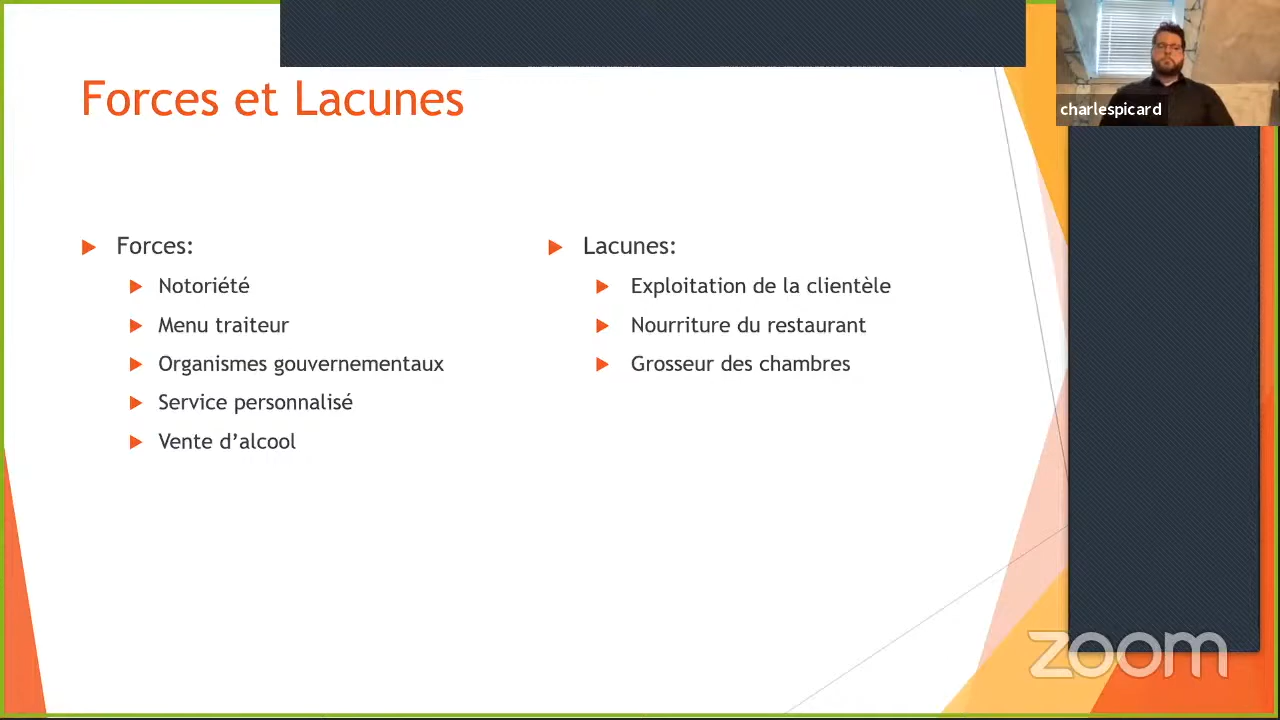 Forces et Lacunes
charlespicard
Forces:
Notoriété
Menu traiteur
Organismes gouvernementaux
Service personnalisé
Vente d’alcool
Lacunes:
Exploitation de la clientèle
Nourriture du restaurant
Grosseur des chambres
zoom